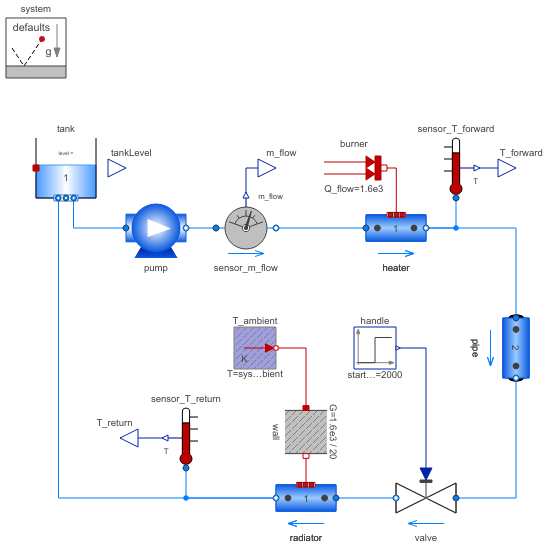 system
defaults
g
tank
level =
1
tankLevel
m_flow
burner
sensor_T_forward
T_forward
T
m_flow
Q_flow=1.6e3
1
pump
sensor_m_flow
heater
T_ambient
K
T=sys...bient
handle
start...=2000
pipe
2
sensor_T_return
T_return
T
wall
G=1.6e3 / 20
1
radiator
valve